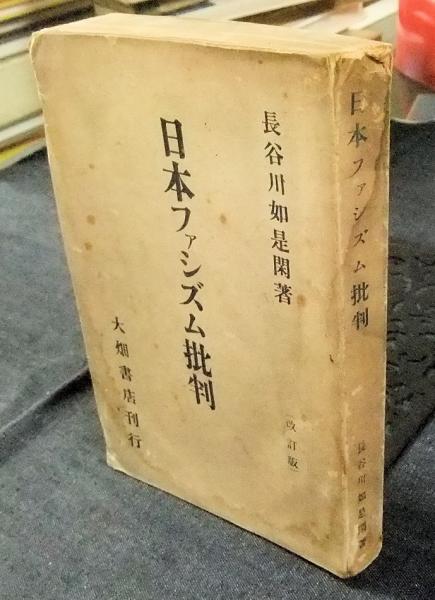 長谷川如是閑著
日本ファシズム批判
（改訂版）
大畑書店刊行
日本ファシズム批判
長谷川如是閑著